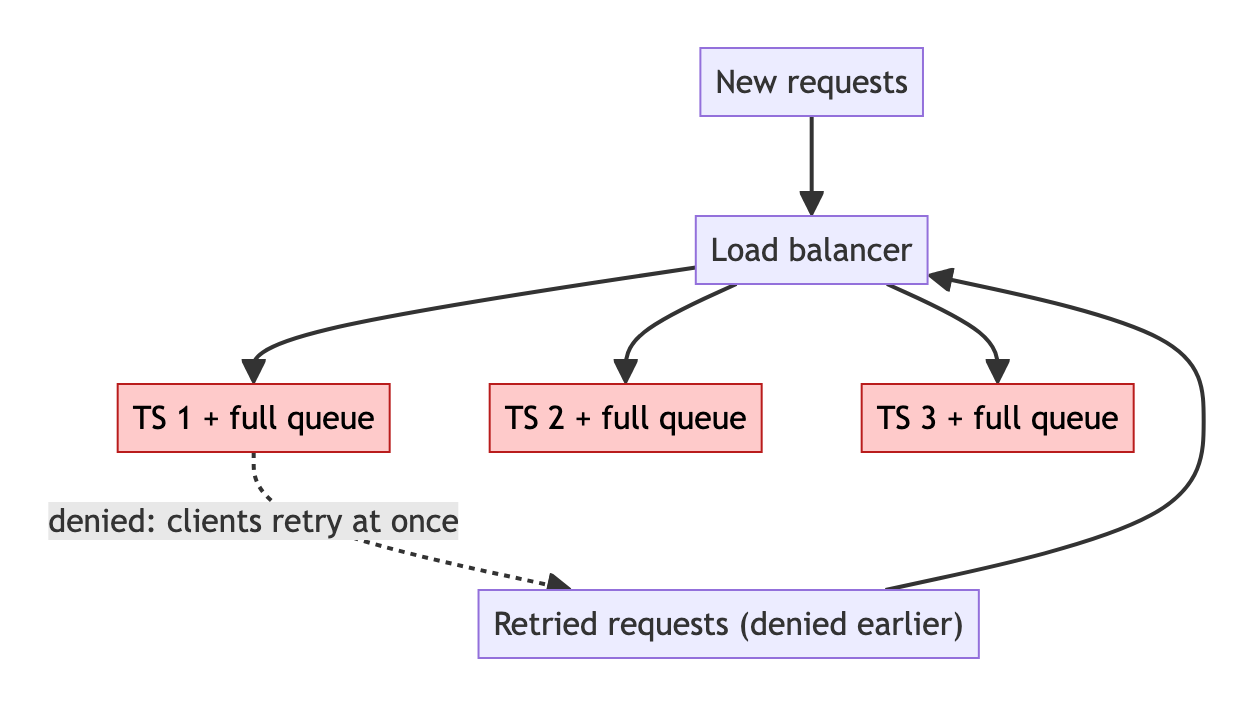 New requests
Load balancer
TS 1 + full queue
TS 2 + full queue
TS 3 + full queue
denied: clients retry at once
Retried requests (denied earlier)